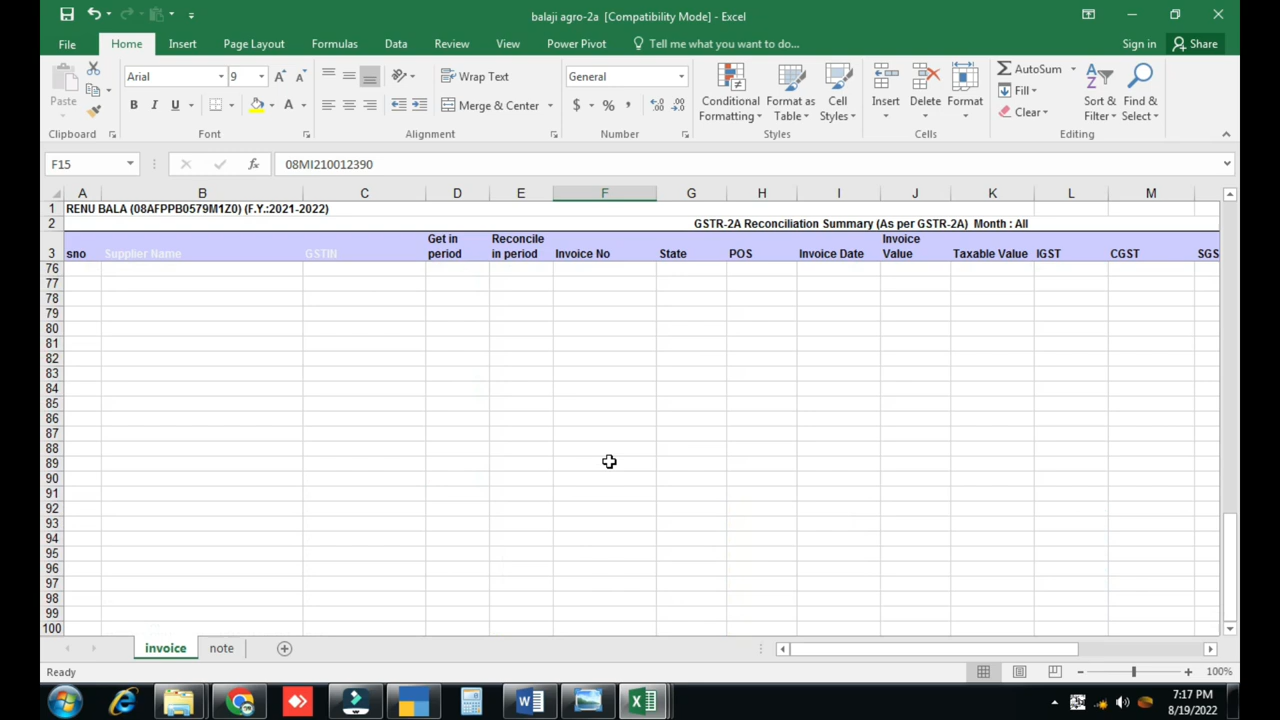 balaji agro-2a [Compatibility Mode] - Excel
File Home Insert Page Layout Formulas Data Review View Power Pivot Tell me what you want to do... Sign in Share
Paste
Clipboard
Arial 9
B I U A
Font
Wrap Text
Merge & Center
Alignment
General
$ % ,
Number
Conditional Formatting
Format as Table
Cell Styles
Styles
Insert Delete Format
Cells
AutoSum
Fill
Clear
Sort & Filter
Find & Select
Editing
F15 fx 08MI210012390
A B C D E F G H I J K L M
1 RENU BALA (08AFPPB0579M1Z0) (F.Y.:2021-2022)
2 GSTR-2A Reconciliation Summary (As per GSTR-2A) Month : All
3 sno Supplier Name GSTIN Get in period Reconcile in period Invoice No State POS Invoice Date Invoice Value Taxable Value IGST CGST SGS
76
77
78
79
80
81
82
83
84
85
86
87
88
89
90
91
92
93
94
95
96
97
98
99
100
invoice note
Ready 100%
7:17 PM
8/19/2022